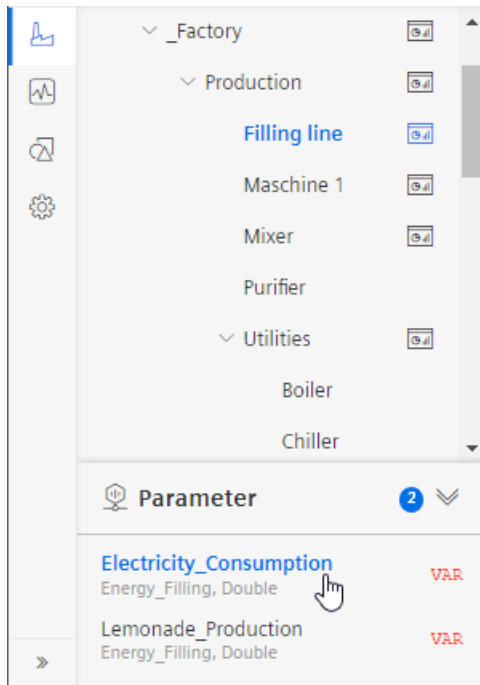 _Factory
Production
Filling line
Maschine 1
Mixer
Purifier
Utilities
Boiler
Chiller
Parameter 2
Electricity_Consumption
Energy_Filling, Double
VAR
Lemonade_Production
Energy_Filling, Double
VAR